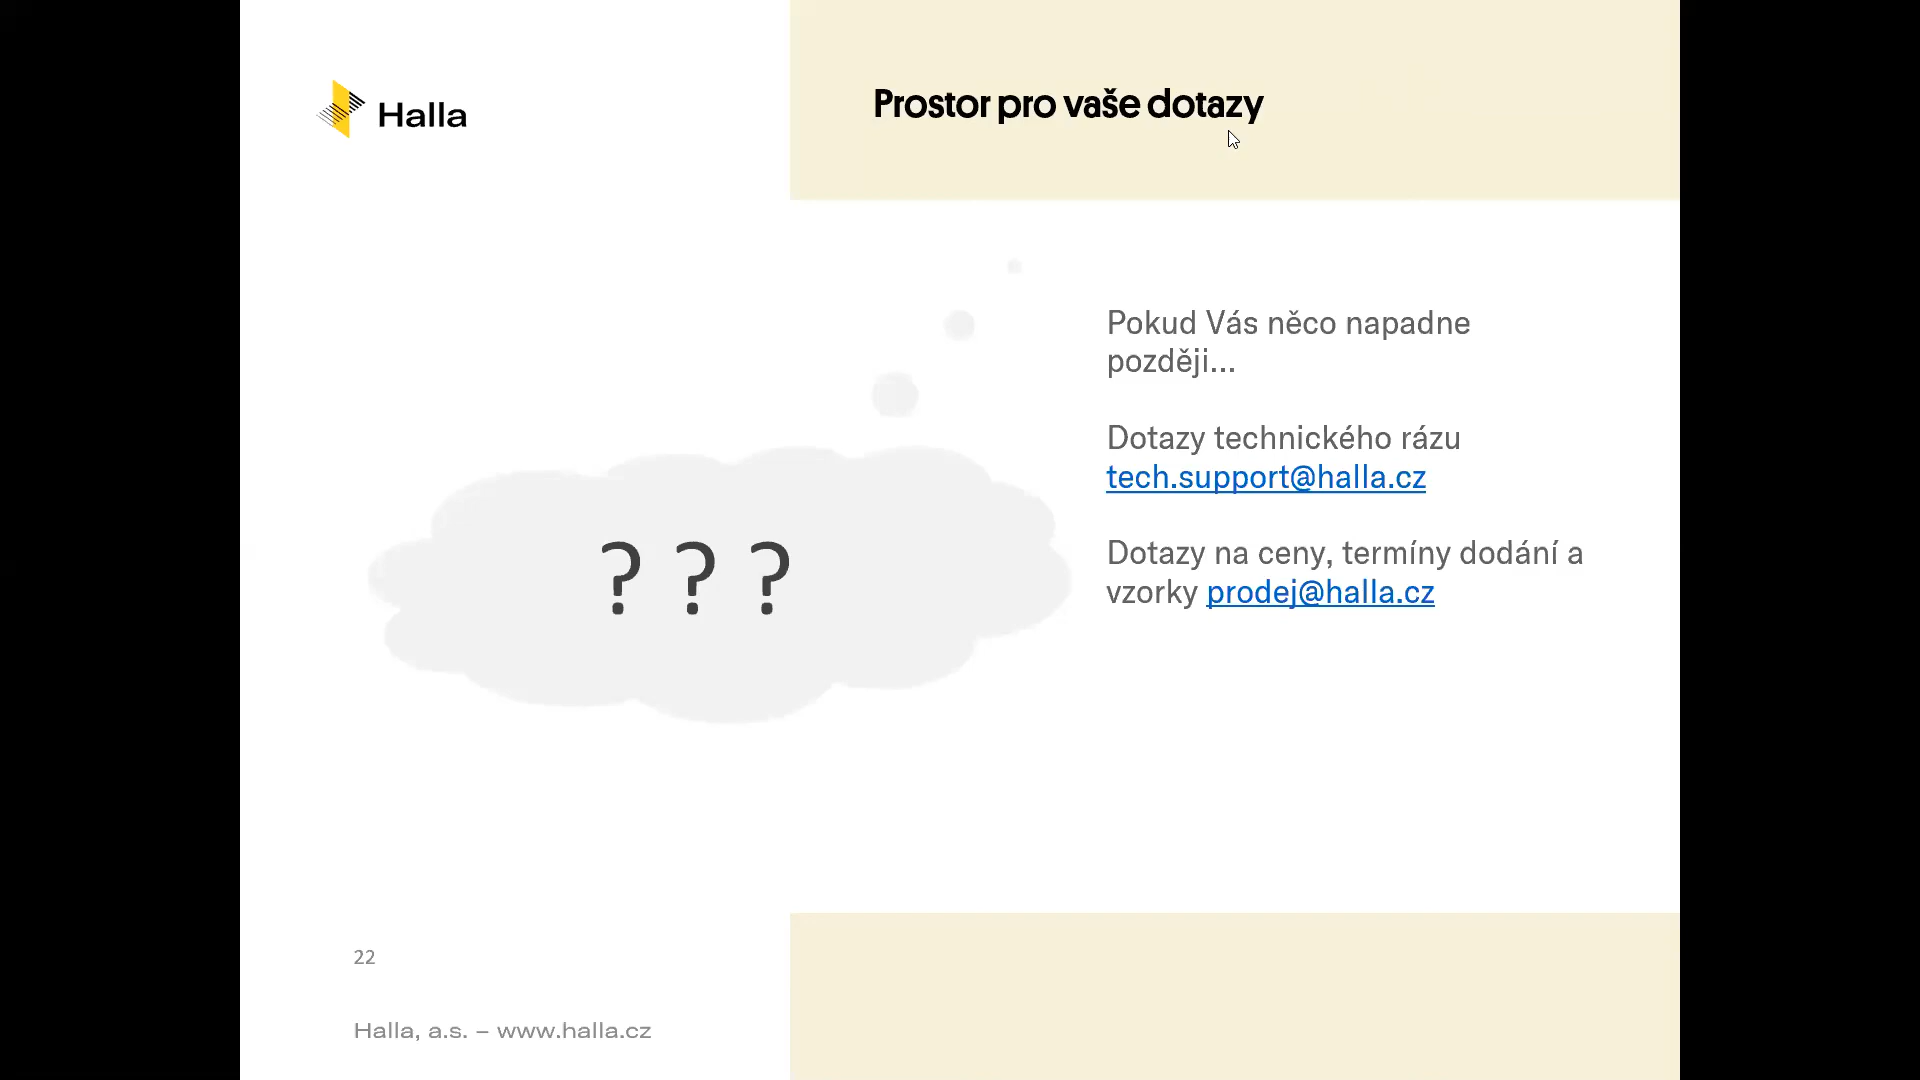 Halla
Prostor pro vaše dotazy
Pokud Vás něco napadne
později...
Dotazy technického rázu
tech.support@halla.cz
Dotazy na ceny, termíny dodání a
vzorky prodej@halla.cz
? ? ?
22
Halla, a.s. – www.halla.cz